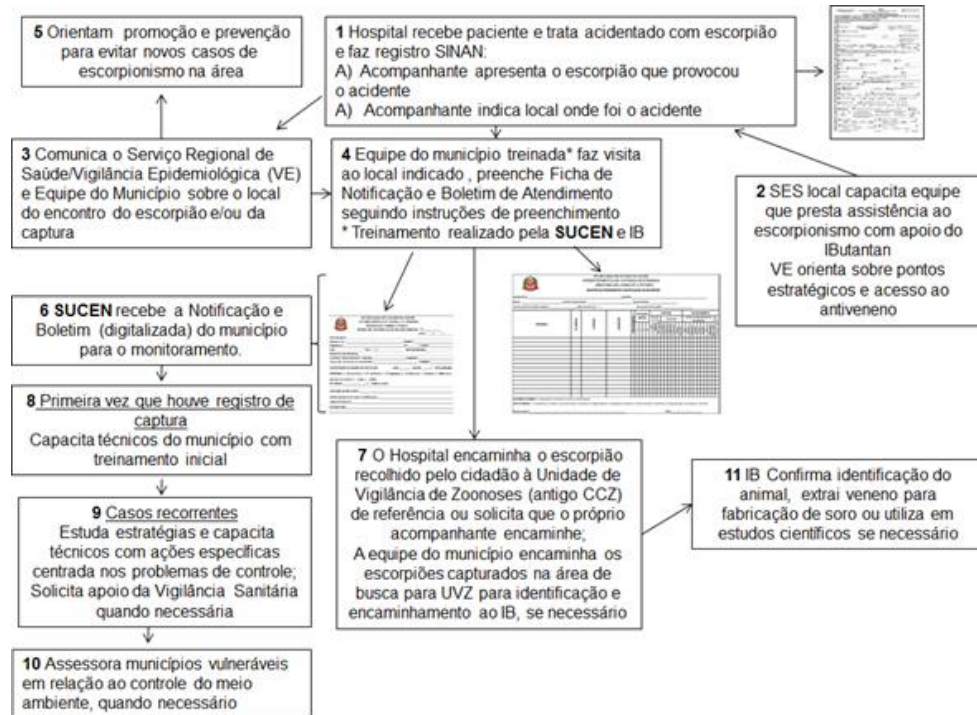 5 Orientam promoção e prevenção
para evitar novos casos de
escorpionismo na área
1 Hospital recebe paciente e trata acidentado com escorpião
e faz registro SINAN:
A) Acompanhante apresenta o escorpião que provocou
o acidente
A) Acompanhante indica local onde foi o acidente
3 Comunica o Serviço Regional de
Saúde/Vigilância Epidemiológica (VE)
e Equipe do Município sobre o local
do encontro do escorpião e/ou da
captura
4 Equipe do município treinada* faz visita
ao local indicado , preenche Ficha de
Notificação e Boletim de Atendimento
seguindo instruções de preenchimento
* Treinamento realizado pela SUCEN e IB
2 SES local capacita equipe
que presta assistência ao
escorpionismo com apoio do
IButantan
VE orienta sobre pontos
estratégicos e acesso ao
antiveneno
6 SUCEN recebe a Notificação e
Boletim (digitalizada) do município
para o monitoramento.
8 Primeira vez que houve registro de
captura
Capacita técnicos do município com
treinamento inicial
9 Casos recorrentes
Estuda estratégias e capacita
técnicos com ações específicas
centrada nos problemas de controle;
Solicita apoio da Vigilância Sanitária
quando necessária
10 Assessora municípios vulneráveis
em relação ao controle do meio
ambiente, quando necessário
7 O Hospital encaminha o escorpião
recolhido pelo cidadão à Unidade de
Vigilância de Zoonoses (antigo CCZ)
de referência ou solicita que o próprio
acompanhante encaminhe;
A equipe do município encaminha os
escorpiões capturados na área de
busca para UVZ para identificação e
encaminhamento ao IB, se necessário
11 IB Confirma identificação do
animal, extrai veneno para
fabricação de soro ou utiliza em
estudos científicos se necessário